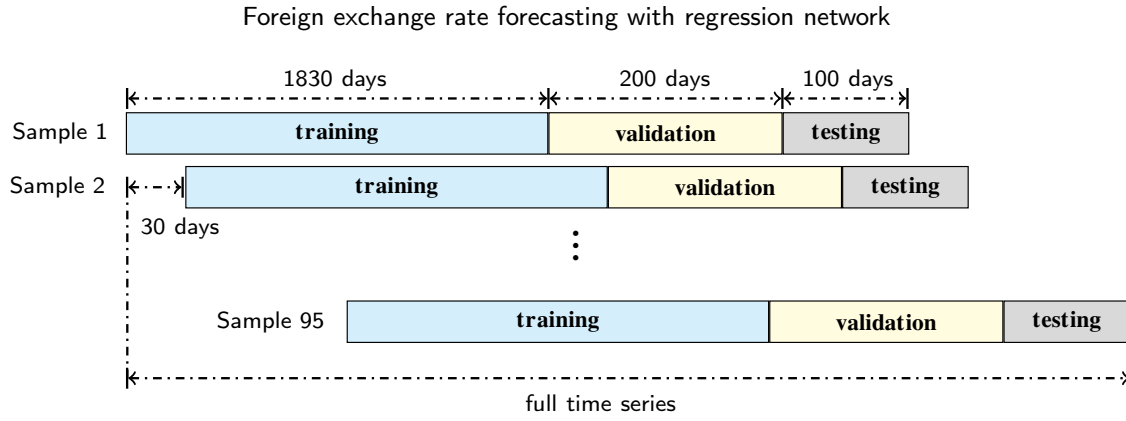 Foreign exchange rate forecasting with regression network
1830 days 200 days 100 days
Sample 1 training validation testing
Sample 2 training validation testing
30 days
Sample 95 training validation testing
full time series